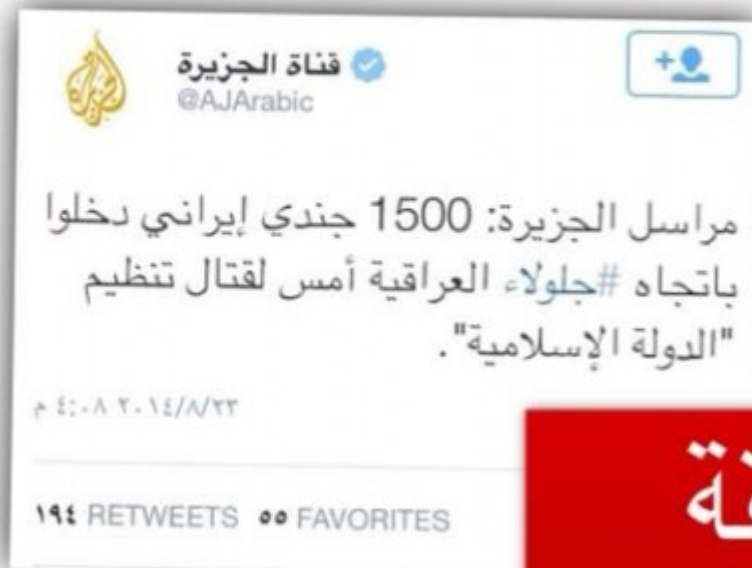 قناة الجزيرة
@AJArabic
مراسل الجزيرة: 1500 جندي إيراني دخلوا
باتجاه #جلولاء العراقية أمس لقتال تنظيم
"الدولة الإسلامية".
٢٠١٤/٨/٢٣ ٤:٠٨ م
١٩٤ RETWEETS ٥٥ FAVORITES